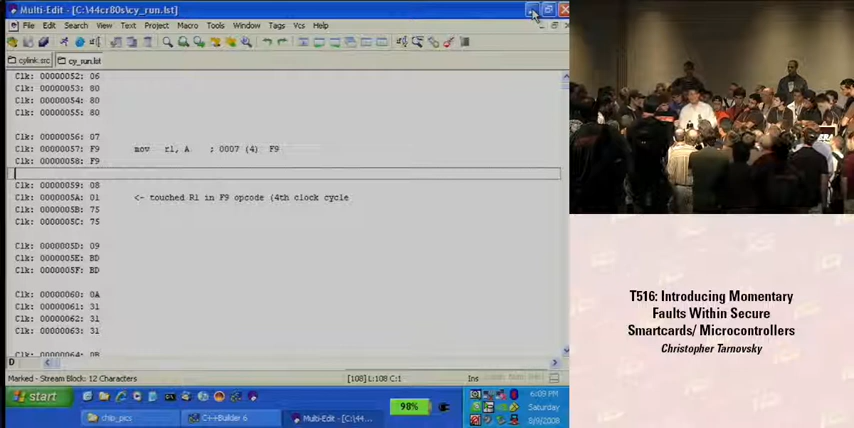 Multi-Edit - [C:\44cr80s\cy_run.lst]
File Edit Search Text Project Macro Tools Window Tags VCS Help
cylink.src cy_run.lst
Clk: 00000052: 06
Clk: 00000053: 80
Clk: 00000054: 80
Clk: 00000055: 80
Clk: 00000056: 07
Clk: 00000057: F9 mov r1, A ; 0007 (4) F9
Clk: 00000058: F9
Clk: 00000059: 08
Clk: 0000005A: 01 <- touched R1 in F9 opcode (4th clock cycle
Clk: 0000005B: 75
Clk: 0000005C: 75
Clk: 0000005D: 09
Clk: 0000005E: BD
Clk: 0000005F: BD
Clk: 00000060: 0A
Clk: 00000061: 31
Clk: 00000062: 31
Clk: 00000063: 31
Clk: 00000064: 0B
D
Marked - Stream Block: 12 Characters [108] L:108 C:1 Ins
start chip_pics C++Builder 6 Multi-Edit - [C:\4... 98% 6:09 PM
Saturday
8/9/2008
T516: Introducing Momentary
Faults Within Secure
Smartcards/ Microcontrollers
Christopher Tarnovsky